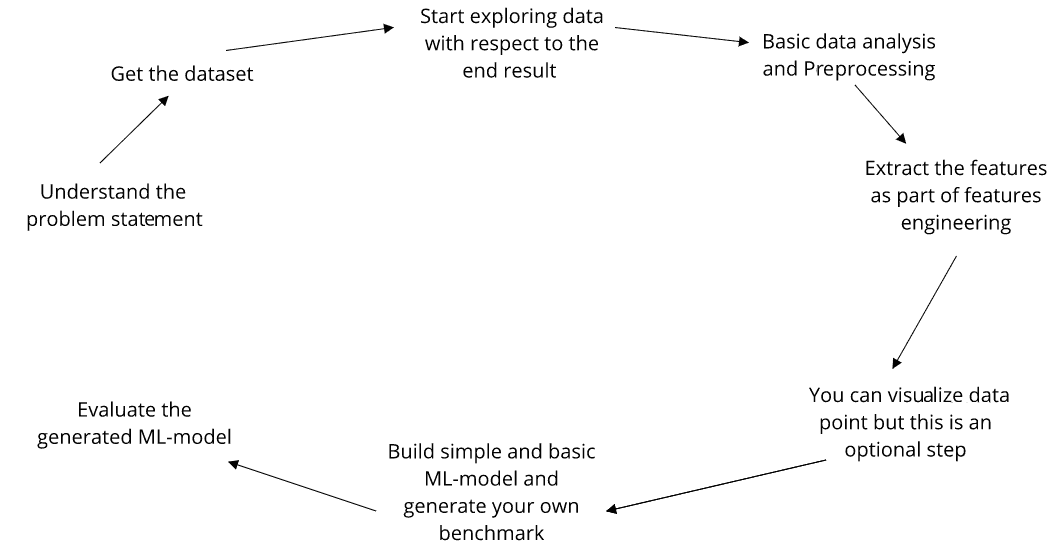 Understand the
problem statement
Get the dataset
Start exploring data
with respect to the
end result
Basic data analysis
and Preprocessing
Extract the features
as part of features
engineering
You can visualize data
point but this is an
optional step
Build simple and basic
ML-model and
generate your own
benchmark
Evaluate the
generated ML-model